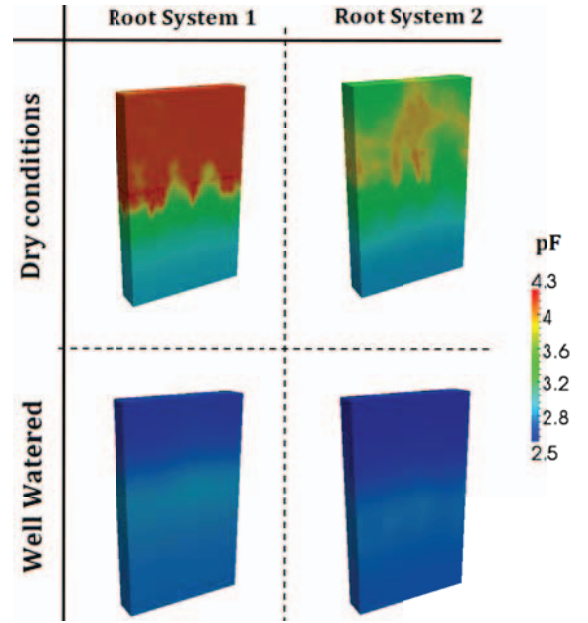 Root System 1
Root System 2
Dry conditions
Well Watered
pF
4.3
4
3.6
3.2
2.8
2.5